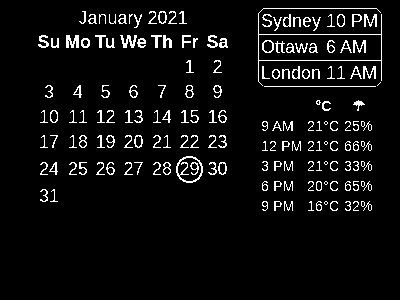 January 2021
Su Mo Tu We Th Fr Sa
1 2
3 4 5 6 7 8 9
10 11 12 13 14 15 16
17 18 19 20 21 22 23
24 25 26 27 28 29 30
31
Sydney 10 PM
Ottawa 6 AM
London 11 AM
°C
9 AM 21°C 25%
12 PM 21°C 66%
3 PM 21°C 33%
6 PM 20°C 65%
9 PM 16°C 32%